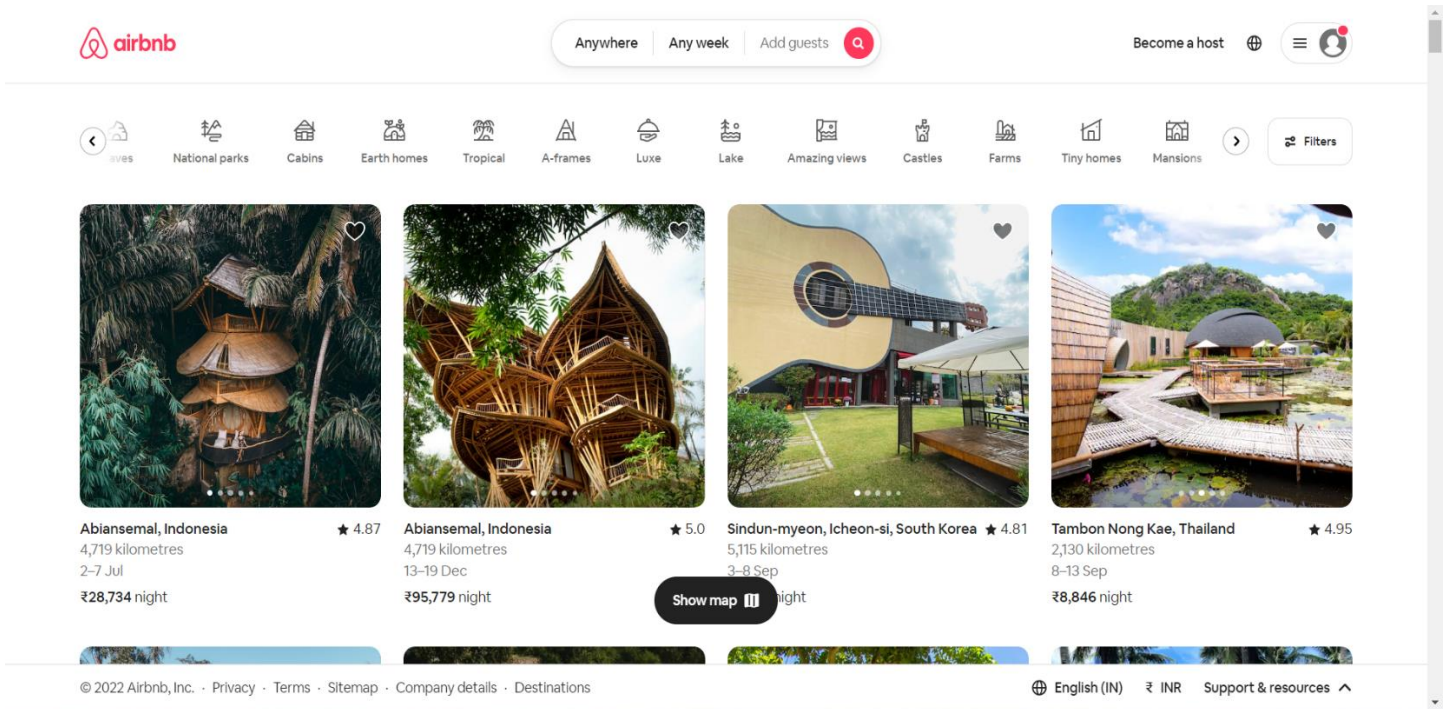 airbnb
Anywhere Any week Add guests
Become a host
aves National parks Cabins Earth homes Tropical A-frames Luxe Lake Amazing views Castles Farms Tiny homes Mansions Filters
Abiansemal, Indonesia ★ 4.87
4,719 kilometres
2–7 Jul
₹28,734 night
Abiansemal, Indonesia ★ 5.0
4,719 kilometres
13–19 Dec
₹95,779 night
Sindun-myeon, Icheon-si, South Korea ★ 4.81
5,115 kilometres
3–8 Sep
night
Tambon Nong Kae, Thailand ★ 4.95
2,130 kilometres
8–13 Sep
₹8,846 night
Show map
© 2022 Airbnb, Inc. · Privacy · Terms · Sitemap · Company details · Destinations
English (IN) ₹ INR Support & resources